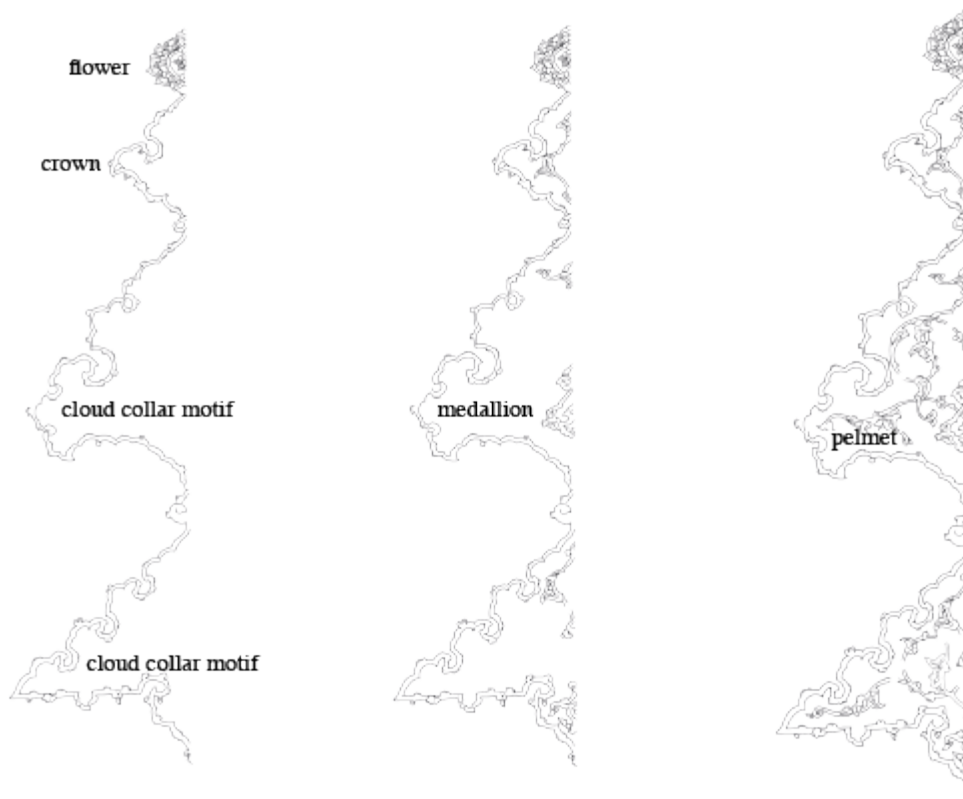 flower
crown
cloud collar motif
medallion
pelmet
cloud collar motif